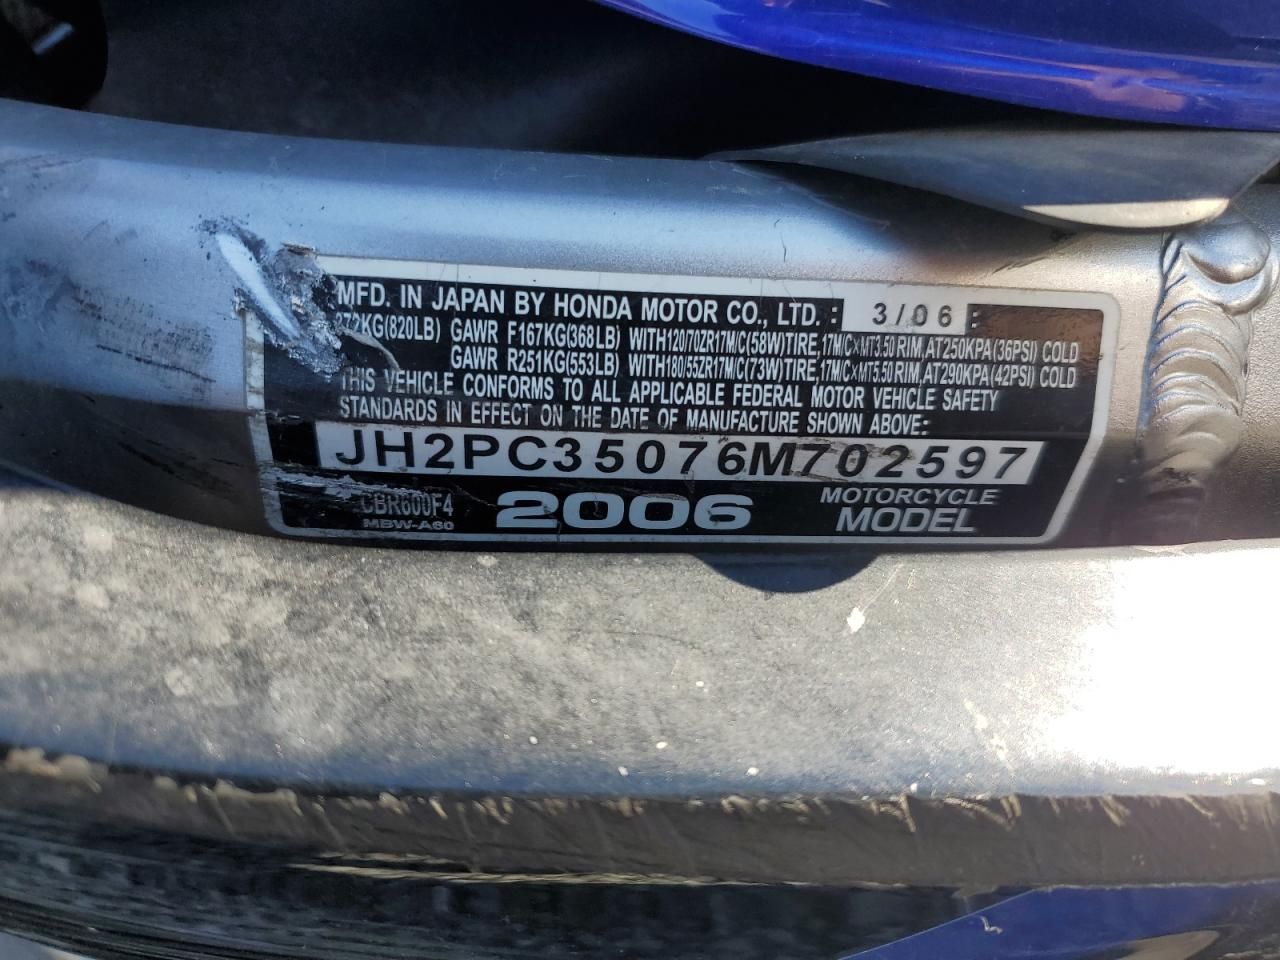 MFD. IN JAPAN BY HONDA MOTOR CO., LTD. : 3/06 :
372KG(820LB) GAWR F167KG(368LB) WITH120/70ZR17M/C(58W)TIRE,17M/C×MT3.50 RIM,AT250KPA(36PSI) COLD
GAWR R251KG(553LB) WITH180/55ZR17M/C(73W)TIRE,17M/C×MT5.50 RIM,AT290KPA(42PSI) COLD
THIS VEHICLE CONFORMS TO ALL APPLICABLE FEDERAL MOTOR VEHICLE SAFETY
STANDARDS IN EFFECT ON THE DATE OF MANUFACTURE SHOWN ABOVE:
JH2PC35076M702597
CBR600F4 2006 MOTORCYCLE
MBW-A60 MODEL